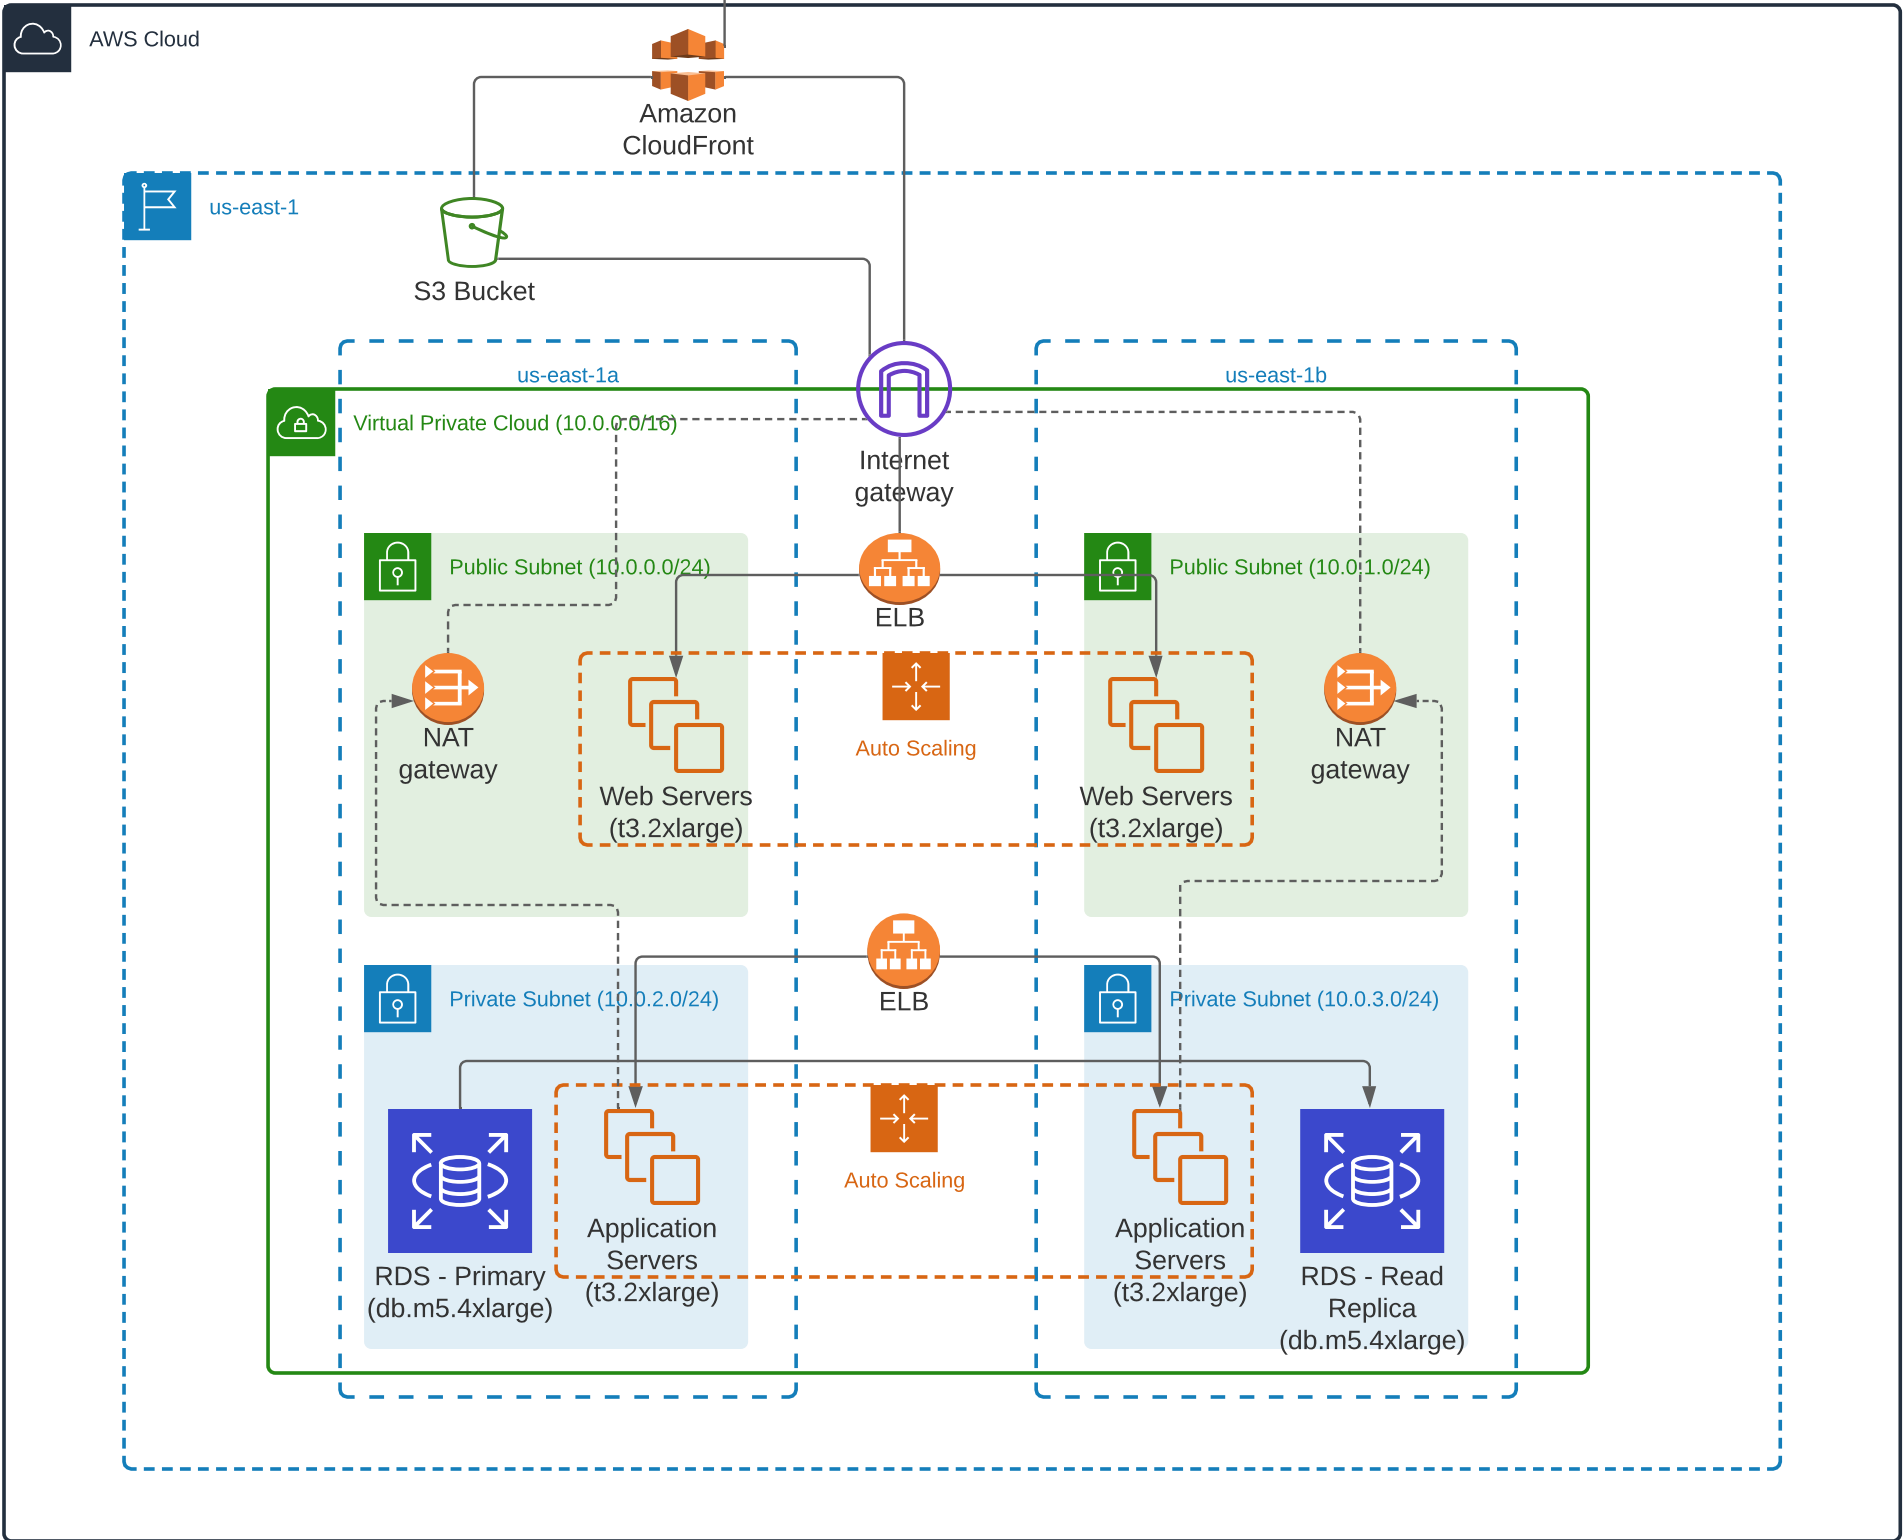 AWS Cloud
Amazon
CloudFront
us-east-1
S3 Bucket
us-east-1a
us-east-1b
Virtual Private Cloud (10.0.0.0/16)
Internet
gateway
Public Subnet (10.0.0.0/24)
Public Subnet (10.0.1.0/24)
ELB
NAT
gateway
Web Servers
(t3.2xlarge)
Auto Scaling
Web Servers
(t3.2xlarge)
NAT
gateway
ELB
Private Subnet (10.0.2.0/24)
Private Subnet (10.0.3.0/24)
RDS - Primary
(db.m5.4xlarge)
Application
Servers
(t3.2xlarge)
Auto Scaling
Application
Servers
(t3.2xlarge)
RDS - Read
Replica
(db.m5.4xlarge)